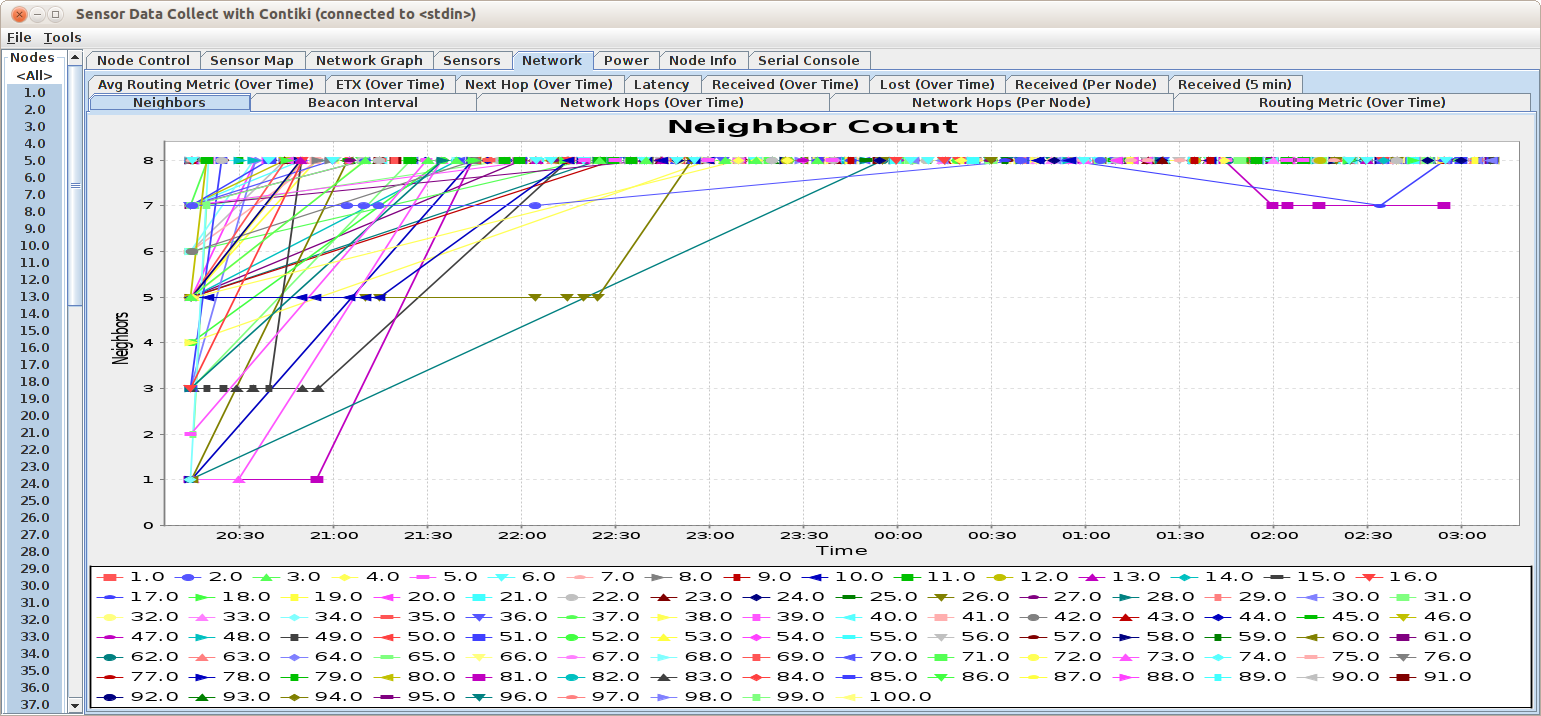 Sensor Data Collect with Contiki (connected to <stdin>)
File Tools
Nodes
<All>
1.0
2.0
3.0
4.0
5.0
6.0
7.0
8.0
9.0
10.0
11.0
12.0
13.0
14.0
15.0
16.0
17.0
18.0
19.0
20.0
21.0
22.0
23.0
24.0
25.0
26.0
27.0
28.0
29.0
30.0
31.0
32.0
33.0
34.0
35.0
36.0
37.0
Node Control Sensor Map Network Graph Sensors Network Power Node Info Serial Console
Avg Routing Metric (Over Time) ETX (Over Time) Next Hop (Over Time) Latency Received (Over Time) Lost (Over Time) Received (Per Node) Received (5 min)
Neighbors Beacon Interval Network Hops (Over Time) Network Hops (Per Node) Routing Metric (Over Time)
Neighbor Count
Neighbors
8
7
6
5
4
3
2
1
0
20:30 21:00 21:30 22:00 22:30 23:00 23:30 00:00 00:30 01:00 01:30 02:00 02:30 03:00
Time
1.0 2.0 3.0 4.0 5.0 6.0 7.0 8.0 9.0 10.0 11.0 12.0 13.0 14.0 15.0 16.0
17.0 18.0 19.0 20.0 21.0 22.0 23.0 24.0 25.0 26.0 27.0 28.0 29.0 30.0 31.0
32.0 33.0 34.0 35.0 36.0 37.0 38.0 39.0 40.0 41.0 42.0 43.0 44.0 45.0 46.0
47.0 48.0 49.0 50.0 51.0 52.0 53.0 54.0 55.0 56.0 57.0 58.0 59.0 60.0 61.0
62.0 63.0 64.0 65.0 66.0 67.0 68.0 69.0 70.0 71.0 72.0 73.0 74.0 75.0 76.0
77.0 78.0 79.0 80.0 81.0 82.0 83.0 84.0 85.0 86.0 87.0 88.0 89.0 90.0 91.0
92.0 93.0 94.0 95.0 96.0 97.0 98.0 99.0 100.0